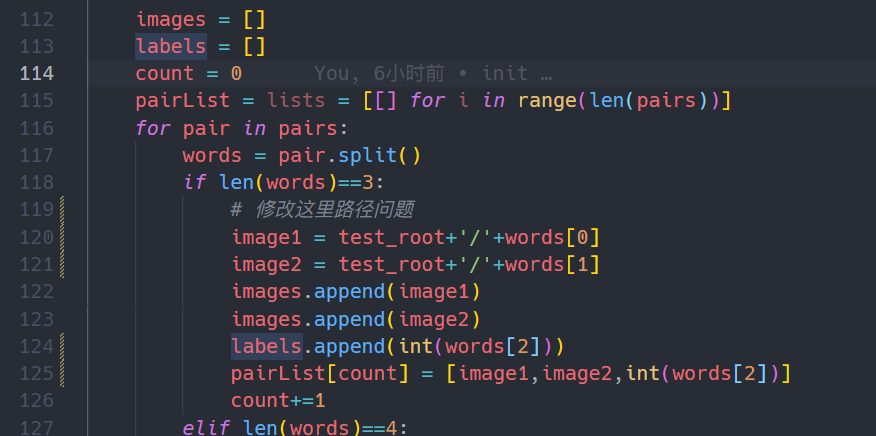 112 images = []
113 labels = []
114 count = 0 You, 6小时前 • init …
115 pairList = lists = [[] for i in range(len(pairs))]
116 for pair in pairs:
117 words = pair.split()
118 if len(words)==3:
119 # 修改这里路径问题
120 image1 = test_root+'/'+words[0]
121 image2 = test_root+'/'+words[1]
122 images.append(image1)
123 images.append(image2)
124 labels.append(int(words[2]))
125 pairList[count] = [image1,image2,int(words[2])]
126 count+=1
127 elif len(words)==4: